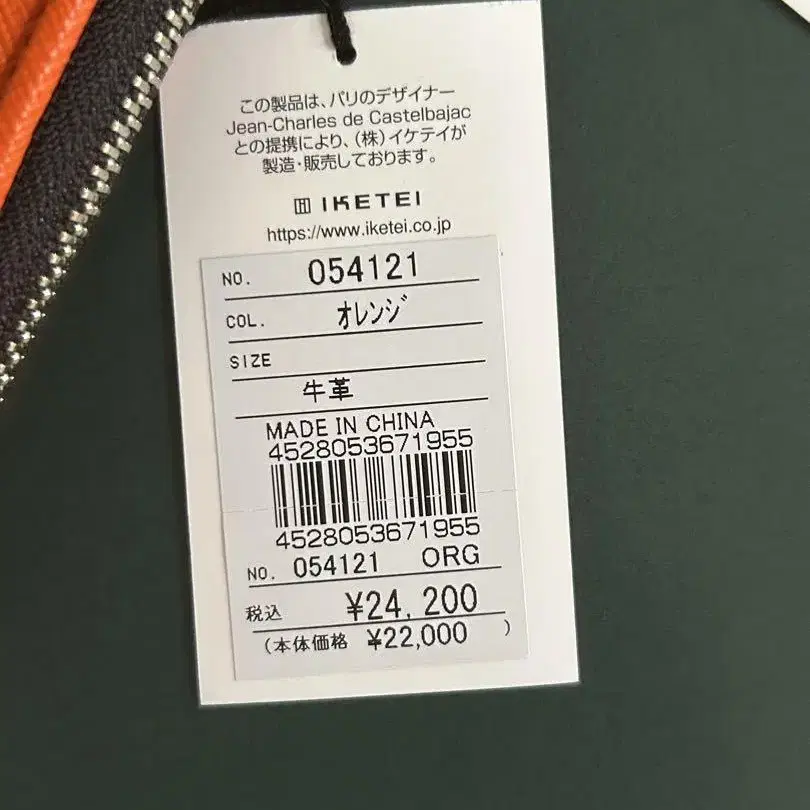 この製品は、パリのデザイナー
Jean-Charles de Castelbajac
との提携により、(株)イケテイが
製造・販売しております。
IKETEI
https://www.iketei.co.jp
NO. 054121
COL. オレンジ
SIZE
牛革
MADE IN CHINA
4528053671955
4528053671955
NO. 054121 ORG
税込 ¥24,200
(本体価格 ¥22,000 )